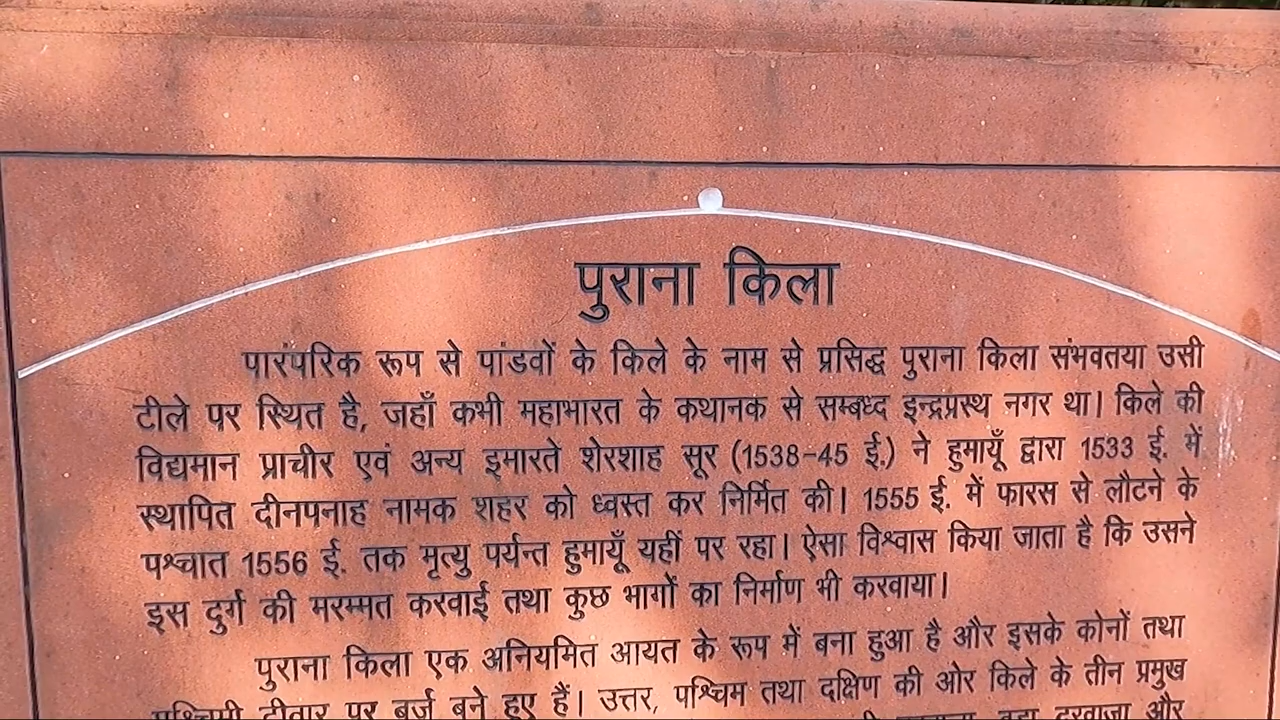 पुराना किला
पारंपरिक रूप से पांडवों के किले के नाम से प्रसिद्ध पुराना किला संभवतया उसी
टीले पर स्थित है, जहाँ कभी महाभारत के कथानक से सम्बध्द इन्द्रप्रस्थ नगर था। किले की
विद्यमान प्राचीर एवं अन्य इमारते शेरशाह सूर (1538-45 ई.) ने हुमायूँ द्वारा 1533 ई. में
स्थापित दीनपनाह नामक शहर को ध्वस्त कर निर्मित की। 1555 ई. में फारस से लौटने के
पश्चात 1556 ई. तक मृत्यु पर्यन्त हुमायूँ यहीं पर रहा। ऐसा विश्वास किया जाता है कि उसने
इस दुर्ग की मरम्मत करवाई तथा कुछ भागों का निर्माण भी करवाया।
पुराना किला एक अनियमित आयत के रूप में बना हुआ है और इसके कोनों तथा
पश्चिमी दीवार पर बुर्ज बने हुए हैं। उत्तर, पश्चिम तथा दक्षिण की ओर किले के तीन प्रमुख
दरवाजा और